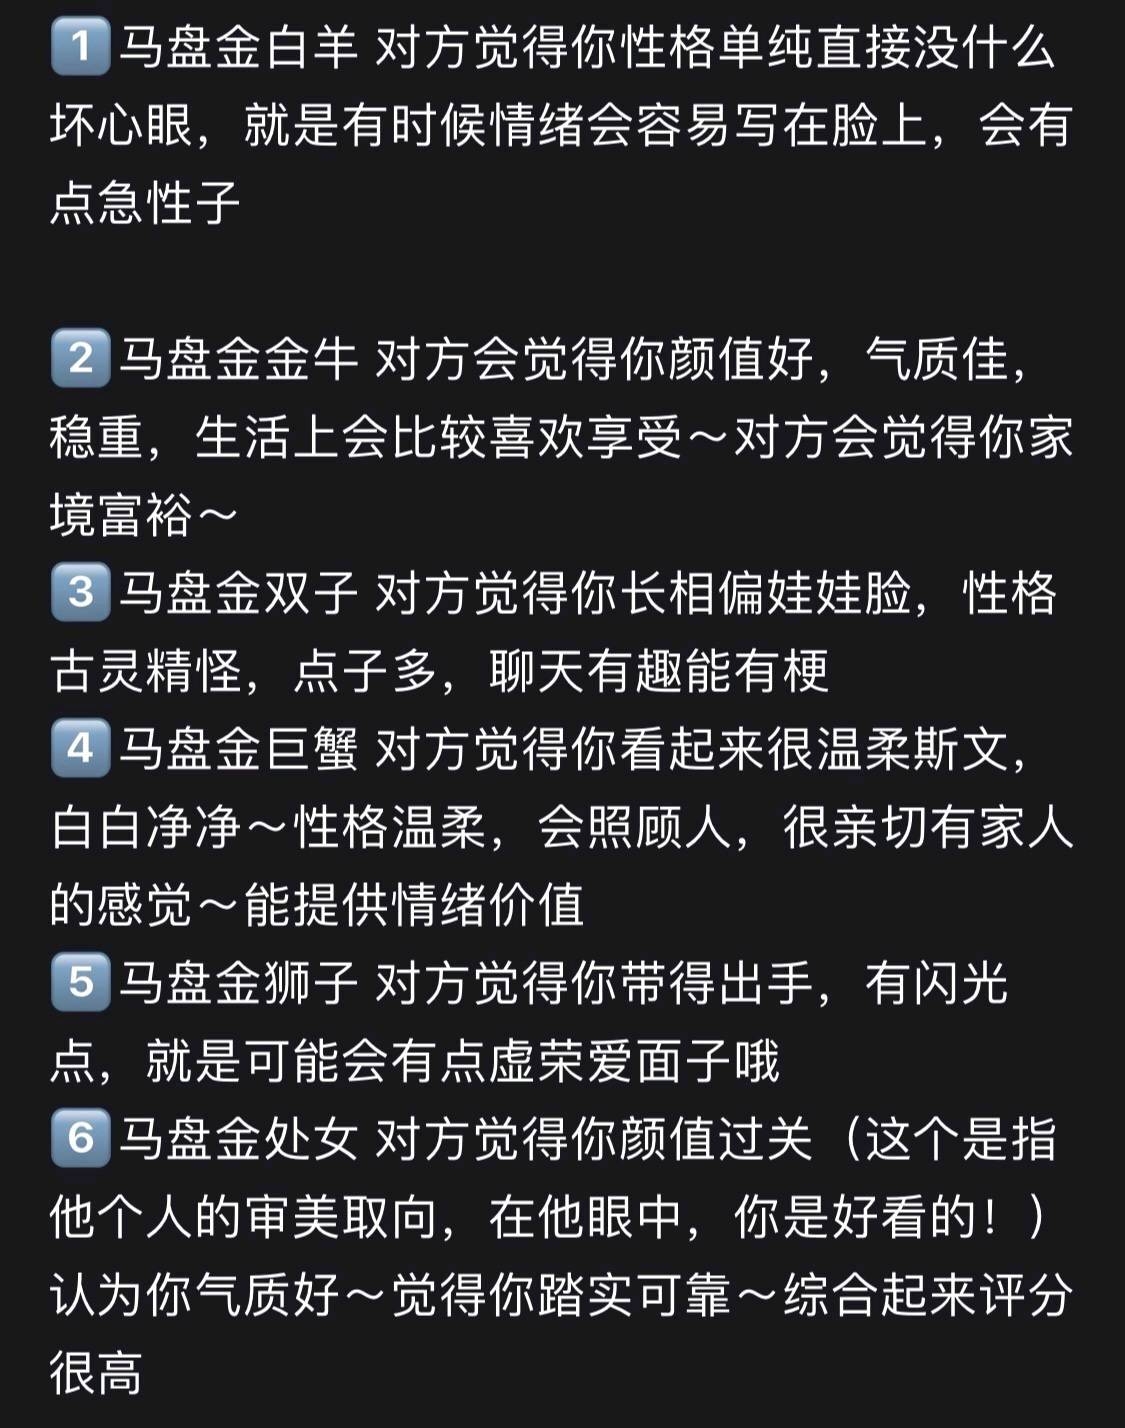 1️⃣马盘金白羊 对方觉得你性格单纯直接没什么
坏心眼，就是有时候情绪会容易写在脸上，会有
点急性子
2️⃣马盘金金牛 对方会觉得你颜值好，气质佳，
稳重，生活上会比较喜欢享受～对方会觉得你家
境富裕～
3️⃣马盘金双子 对方觉得你长相偏娃娃脸，性格
古灵精怪，点子多，聊天有趣能有梗
4️⃣马盘金巨蟹 对方觉得你看起来很温柔斯文，
白白净净～性格温柔，会照顾人，很亲切有家人
的感觉～能提供情绪价值
5️⃣马盘金狮子 对方觉得你带得出手，有闪光
点，就是可能会有点虚荣爱面子哦
6️⃣马盘金处女 对方觉得你颜值过关（这个是指
他个人的审美取向，在他眼中，你是好看的！）
认为你气质好～觉得你踏实可靠～综合起来评分
很高